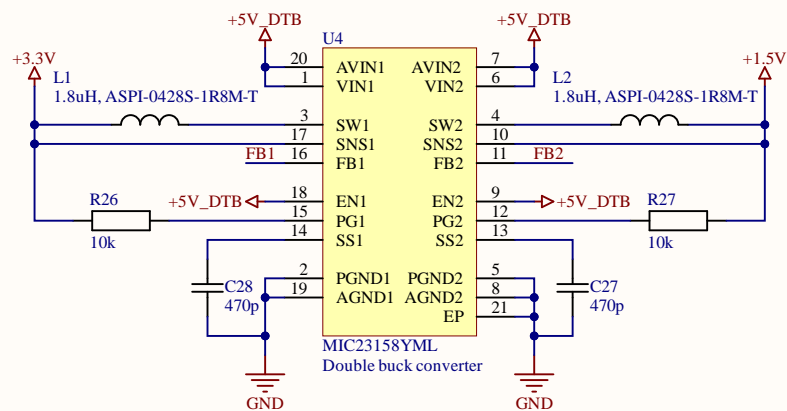 +5V_DTB
+5V_DTB
U4
+3.3V
L1
1.8uH, ASPI-0428S-1R8M-T
20 AVIN1 AVIN2 7
1 VIN1 VIN2 6
L2
1.8uH, ASPI-0428S-1R8M-T
+1.5V
3 SW1 SW2 4
17 SNS1 SNS2 10
FB1 16 FB1 FB2 11 FB2
+5V_DTB 18 EN1 EN2 9 +5V_DTB
R26 15 PG1 PG2 12 R27
10k 14 SS1 SS2 13 10k
2 PGND1 PGND2 5
C28 19 AGND1 AGND2 8 C27
470p EP 21 470p
MIC23158YML
Double buck converter
GND
GND